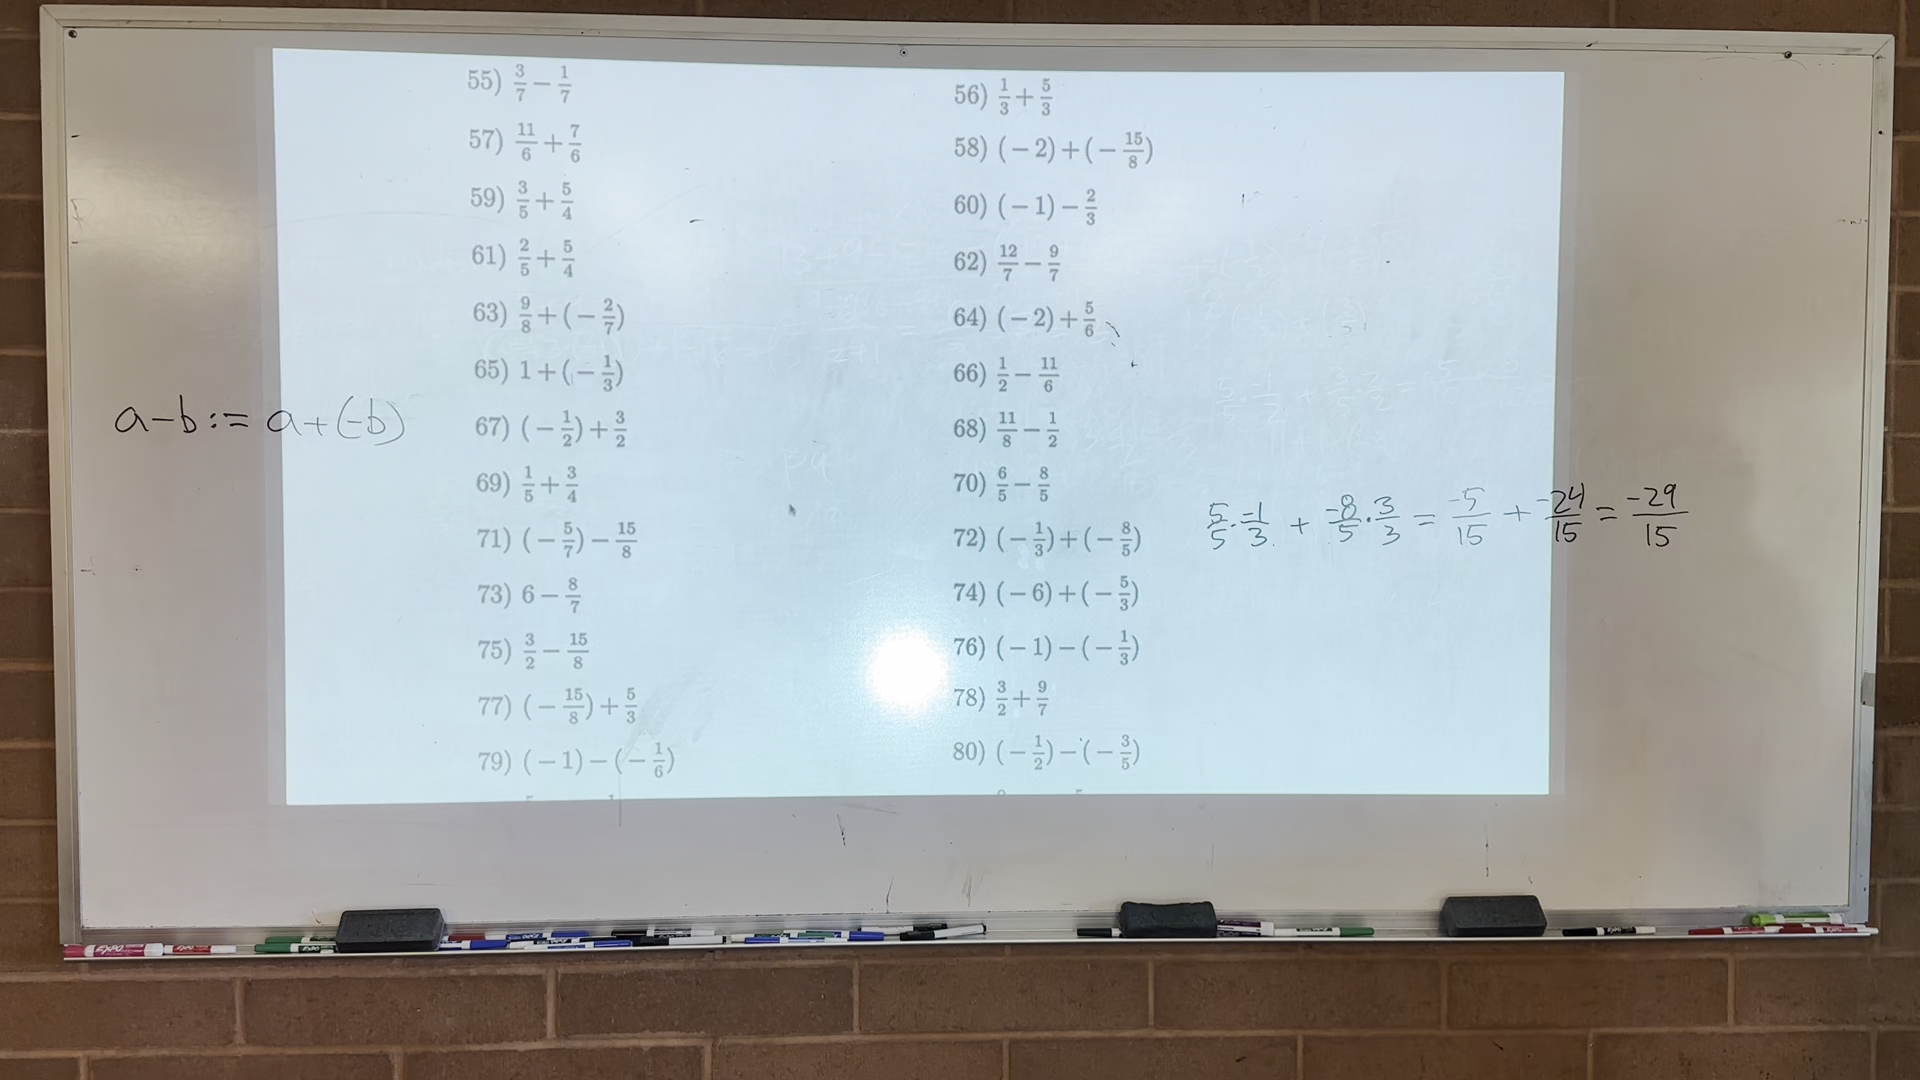 55) 3/7 − 1/7
56) 1/3 + 5/3
57) 11/6 + 7/6
58) (−2) + (−15/8)
59) 3/5 + 5/4
60) (−1) − 2/3
61) 2/5 + 5/4
62) 12/7 − 9/7
63) 9/8 + (−2/7)
64) (−2) + 5/6
65) 1 + (−1/3)
66) 1/2 − 11/6
a−b := a+(−b)
67) (−1/2) + 3/2
68) 11/8 − 1/2
69) 1/5 + 3/4
70) 6/5 − 8/5
71) (−5/7) − 15/8
72) (−1/3) + (−8/5)
5/5 · −1/3 + −8/5 · 3/3 = −5/15 + −24/15 = −29/15
73) 6 − 8/7
74) (−6) + (−5/3)
75) 3/2 − 15/8
76) (−1) − (−1/3)
77) (−15/8) + 5/3
78) 3/2 + 9/7
79) (−1) − (−1/6)
80) (−1/2) − (−3/5)
EXPO